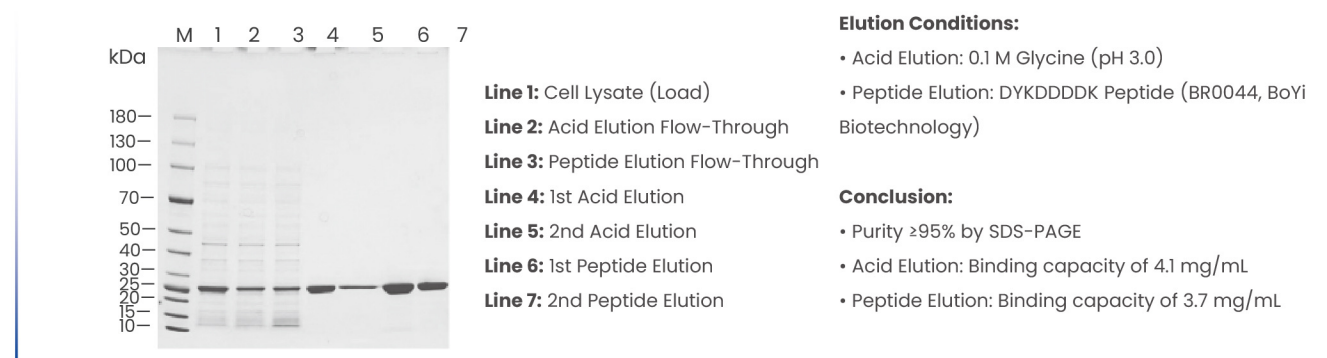 M 1 2 3 4 5 6 7
kDa
180
130
100
70
50
40
30
25
20
15
10
Line 1: Cell Lysate (Load)
Line 2: Acid Elution Flow-Through
Line 3: Peptide Elution Flow-Through
Line 4: 1st Acid Elution
Line 5: 2nd Acid Elution
Line 6: 1st Peptide Elution
Line 7: 2nd Peptide Elution
Elution Conditions:
• Acid Elution: 0.1 M Glycine (pH 3.0)
• Peptide Elution: DYKDDDDK Peptide (BR0044, BoYi
Biotechnology)
Conclusion:
• Purity ≥95% by SDS-PAGE
• Acid Elution: Binding capacity of 4.1 mg/mL
• Peptide Elution: Binding capacity of 3.7 mg/mL